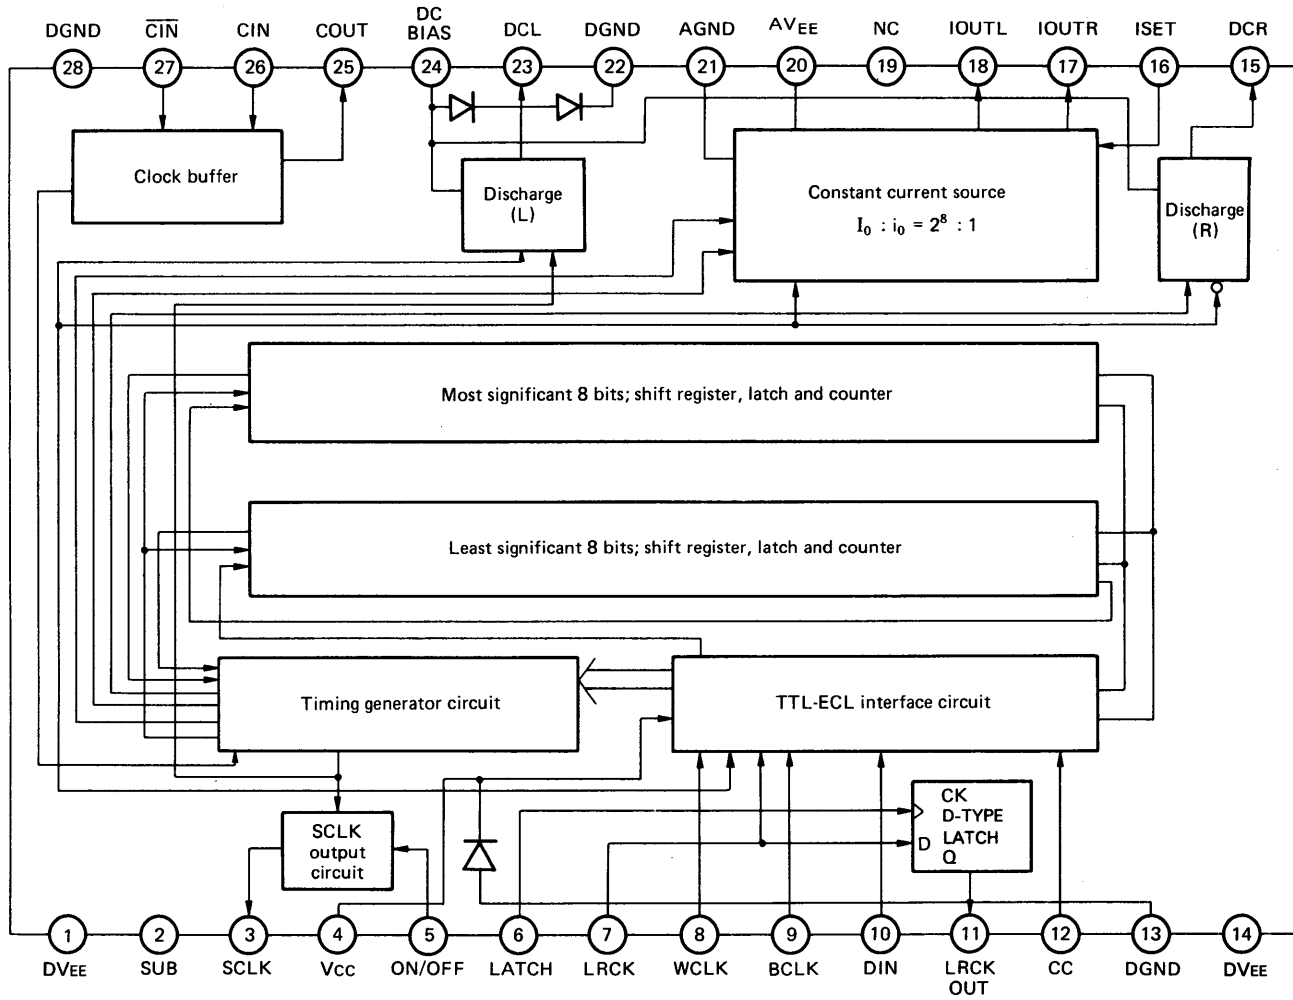 DGND
C̅I̅N̅
CIN
COUT
DC
BIAS
DCL
DGND
AGND
AVEE
NC
IOUTL
IOUTR
ISET
DCR
28
27
26
25
24
23
22
21
20
19
18
17
16
15
Clock buffer
Discharge
(L)
Constant current source
I₀ : i₀ = 2⁸ : 1
Discharge
(R)
Most significant 8 bits; shift register, latch and counter
Least significant 8 bits; shift register, latch and counter
Timing generator circuit
TTL-ECL interface circuit
SCLK
output
circuit
CK
D-TYPE
D LATCH
Q
1
2
3
4
5
6
7
8
9
10
11
12
13
14
DVEE
SUB
SCLK
VCC
ON/OFF
LATCH
LRCK
WCLK
BCLK
DIN
LRCK
OUT
CC
DGND
DVEE